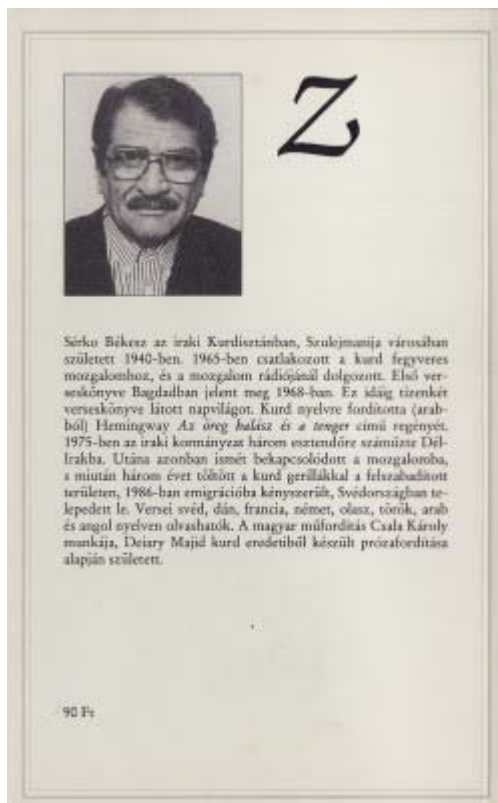 Z
Sérko Békesz az iraki Kurdisztánban, Szulejmanija városában
született 1940-ben. 1965-ben csatlakozott a kurd fegyveres
mozgalomhoz, és a mozgalom rádiójánál dolgozott. Első ver-
seskönyve Bagdadban jelent meg 1968-ban. Ez idáig tizenkét
verseskönyve látott napvilágot. Kurd nyelvre fordította (arab-
ból) Hemingway Az öreg halász és a tenger című regényét.
1975-ben az iraki kormányzat három esztendőre száműzte Dél-
Irakba. Utána azonban ismét bekapcsolódott a mozgalomba,
s miután három évet töltött a kurd gerillákkal a felszabadított
területen, 1986-ban emigrációba kényszerült, Svédországban te-
lepedett le. Versei svéd, dán, francia, német, olasz, török, arab
és angol nyelven olvashatók. A magyar műfordítás Csala Károly
munkája, Deiary Majid kurd eredetiből készült prózafordítása
alapján született.
90 Ft